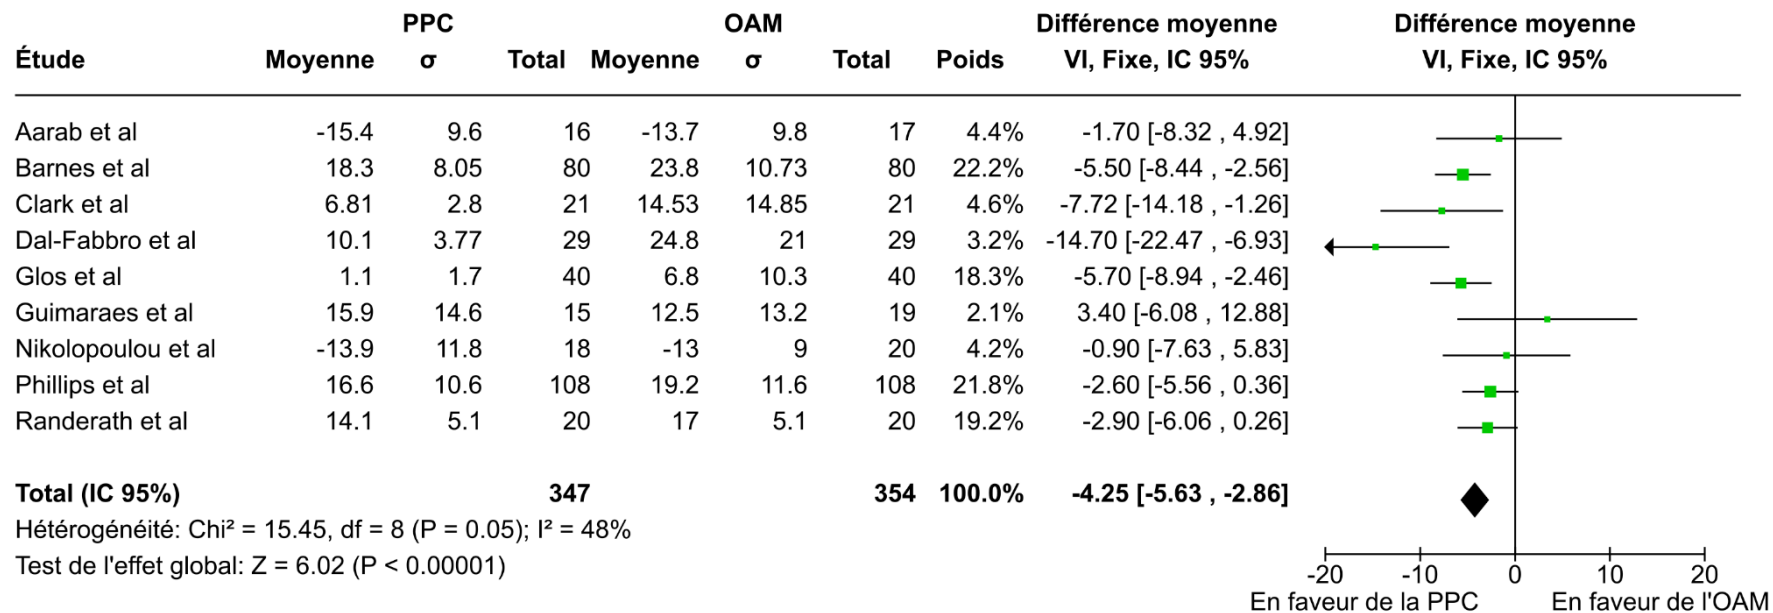 PPC OAM Différence moyenne Différence moyenne
Étude Moyenne σ Total Moyenne σ Total Poids VI, Fixe, IC 95% VI, Fixe, IC 95%
Aarab et al -15.4 9.6 16 -13.7 9.8 17 4.4% -1.70 [-8.32 , 4.92]
Barnes et al 18.3 8.05 80 23.8 10.73 80 22.2% -5.50 [-8.44 , -2.56]
Clark et al 6.81 2.8 21 14.53 14.85 21 4.6% -7.72 [-14.18 , -1.26]
Dal-Fabbro et al 10.1 3.77 29 24.8 21 29 3.2% -14.70 [-22.47 , -6.93]
Glos et al 1.1 1.7 40 6.8 10.3 40 18.3% -5.70 [-8.94 , -2.46]
Guimaraes et al 15.9 14.6 15 12.5 13.2 19 2.1% 3.40 [-6.08 , 12.88]
Nikolopoulou et al -13.9 11.8 18 -13 9 20 4.2% -0.90 [-7.63 , 5.83]
Phillips et al 16.6 10.6 108 19.2 11.6 108 21.8% -2.60 [-5.56 , 0.36]
Randerath et al 14.1 5.1 20 17 5.1 20 19.2% -2.90 [-6.06 , 0.26]
Total (IC 95%) 347 354 100.0% -4.25 [-5.63 , -2.86]
Hétérogénéité: Chi² = 15.45, df = 8 (P = 0.05); I² = 48%
Test de l'effet global: Z = 6.02 (P < 0.00001)
-20 -10 0 10 20
En faveur de la PPC En faveur de l'OAM